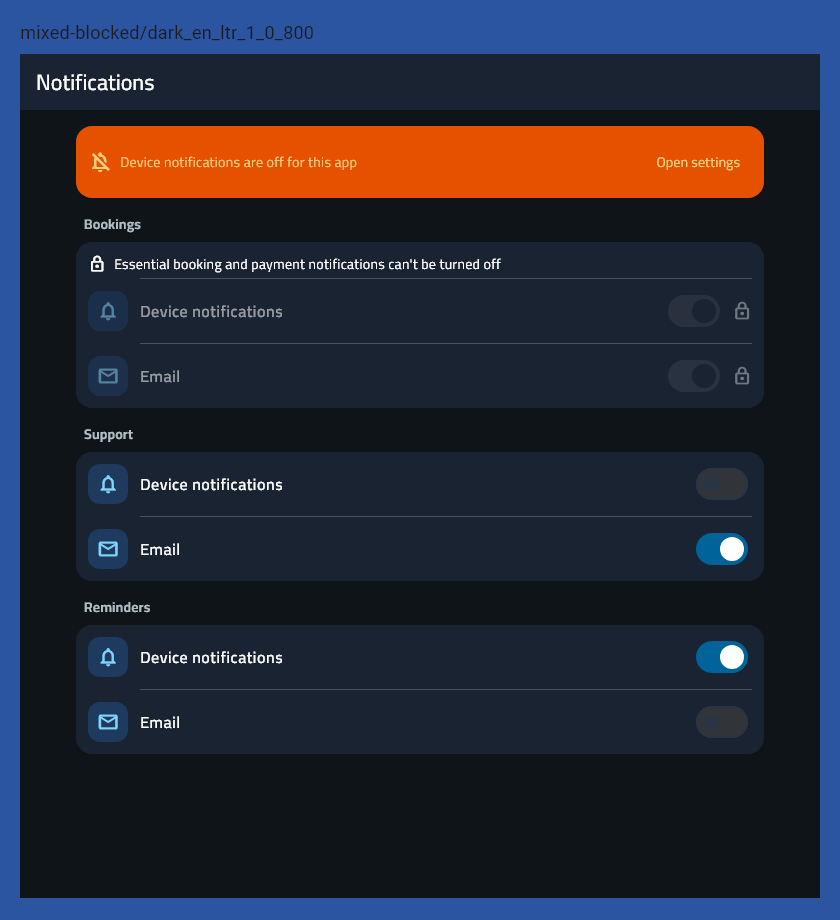 mixed-blocked/dark_en_ltr_1_0_800
Notifications
Device notifications are off for this app
Open settings
Bookings
Essential booking and payment notifications can't be turned off
Device notifications
Email
Support
Device notifications
Email
Reminders
Device notifications
Email